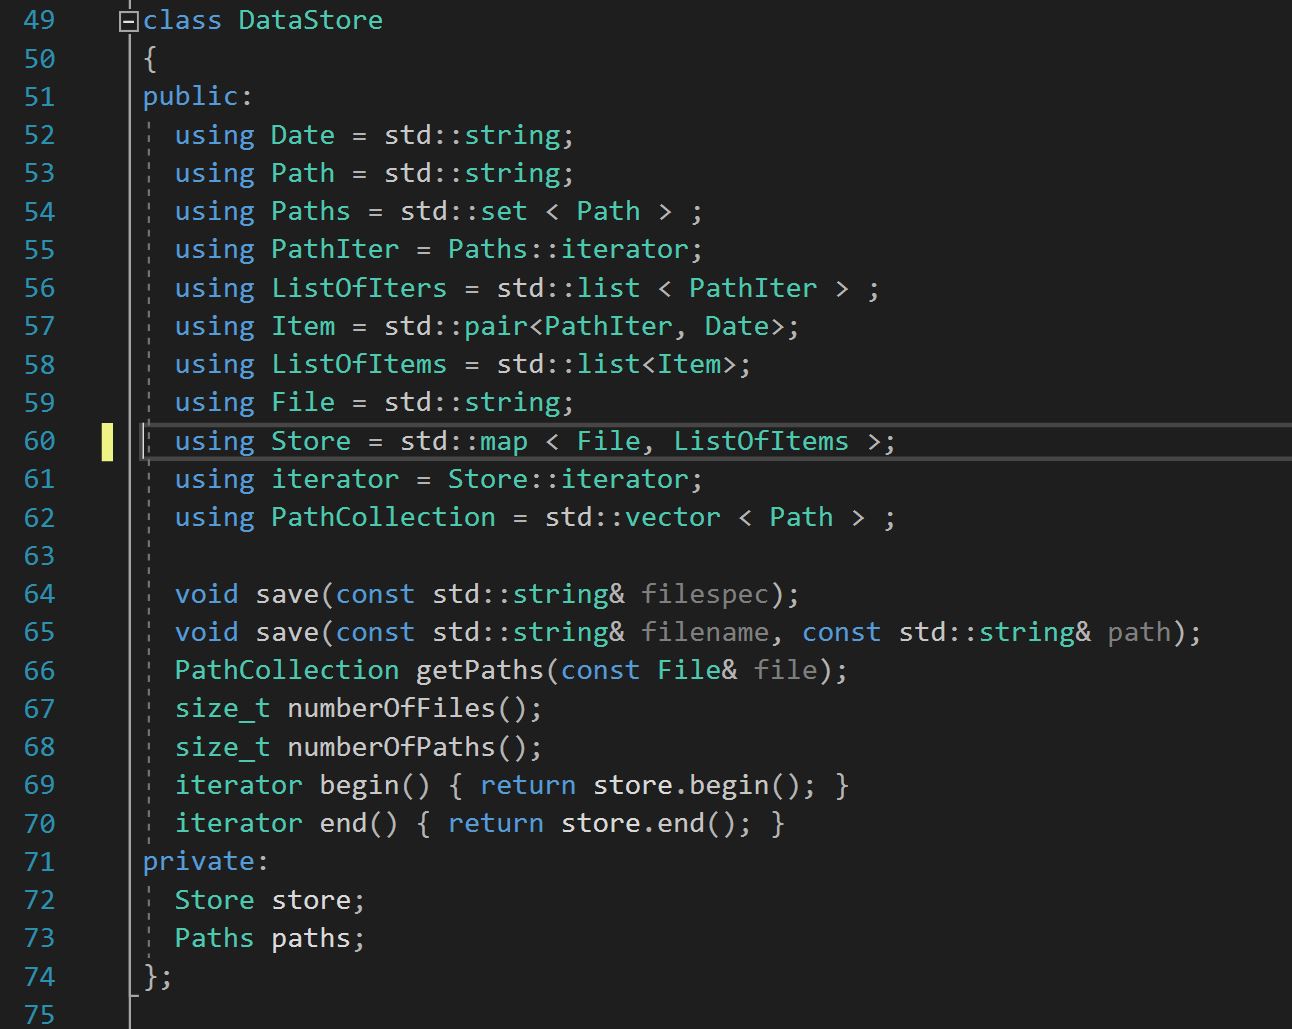 49 class DataStore
50 {
51 public:
52   using Date = std::string;
53   using Path = std::string;
54   using Paths = std::set < Path > ;
55   using PathIter = Paths::iterator;
56   using ListOfIters = std::list < PathIter > ;
57   using Item = std::pair<PathIter, Date>;
58   using ListOfItems = std::list<Item>;
59   using File = std::string;
60   using Store = std::map < File, ListOfItems >;
61   using iterator = Store::iterator;
62   using PathCollection = std::vector < Path > ;
63
64   void save(const std::string& filespec);
65   void save(const std::string& filename, const std::string& path);
66   PathCollection getPaths(const File& file);
67   size_t numberOfFiles();
68   size_t numberOfPaths();
69   iterator begin() { return store.begin(); }
70   iterator end() { return store.end(); }
71 private:
72   Store store;
73   Paths paths;
74 };
75